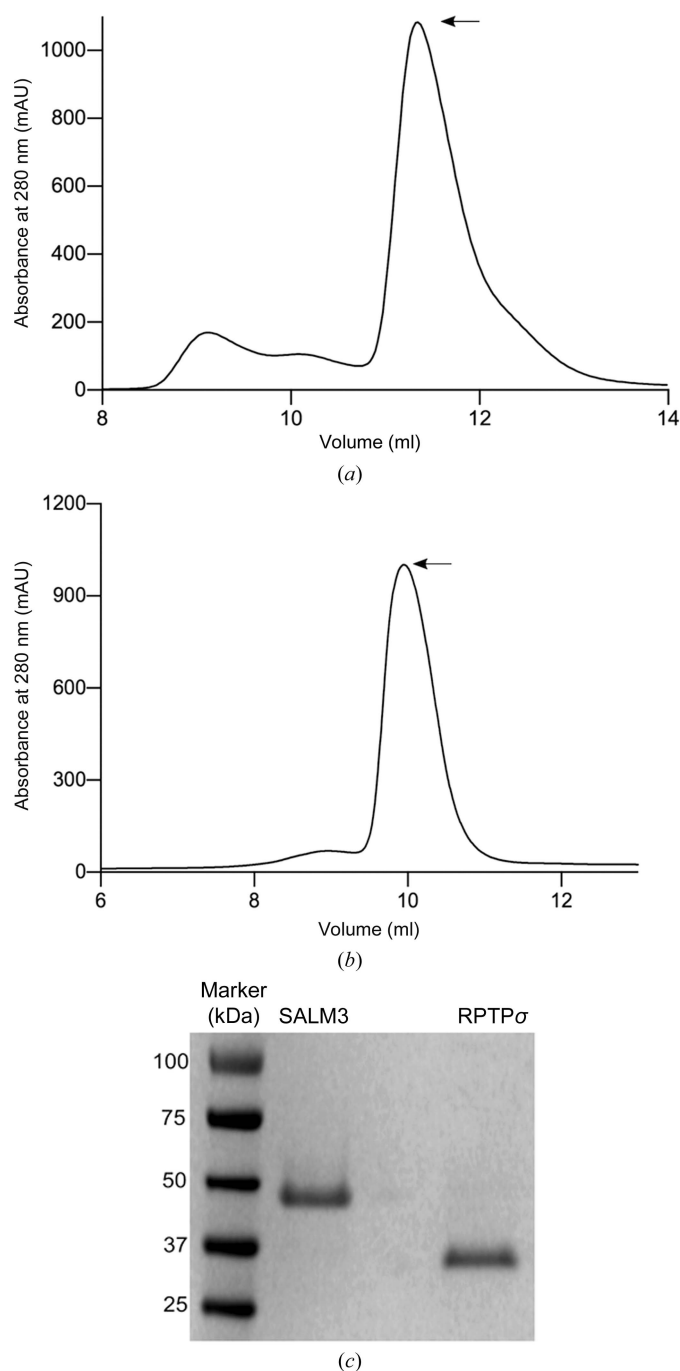 1000
800
600
400
200
0
Absorbance at 280 nm (mAU)
8 10 12 14
Volume (ml)
(a)
1200
900
600
300
0
Absorbance at 280 nm (mAU)
6 8 10 12
Volume (ml)
(b)
Marker
(kDa) SALM3 RPTPσ
100
75
50
37
25
(c)